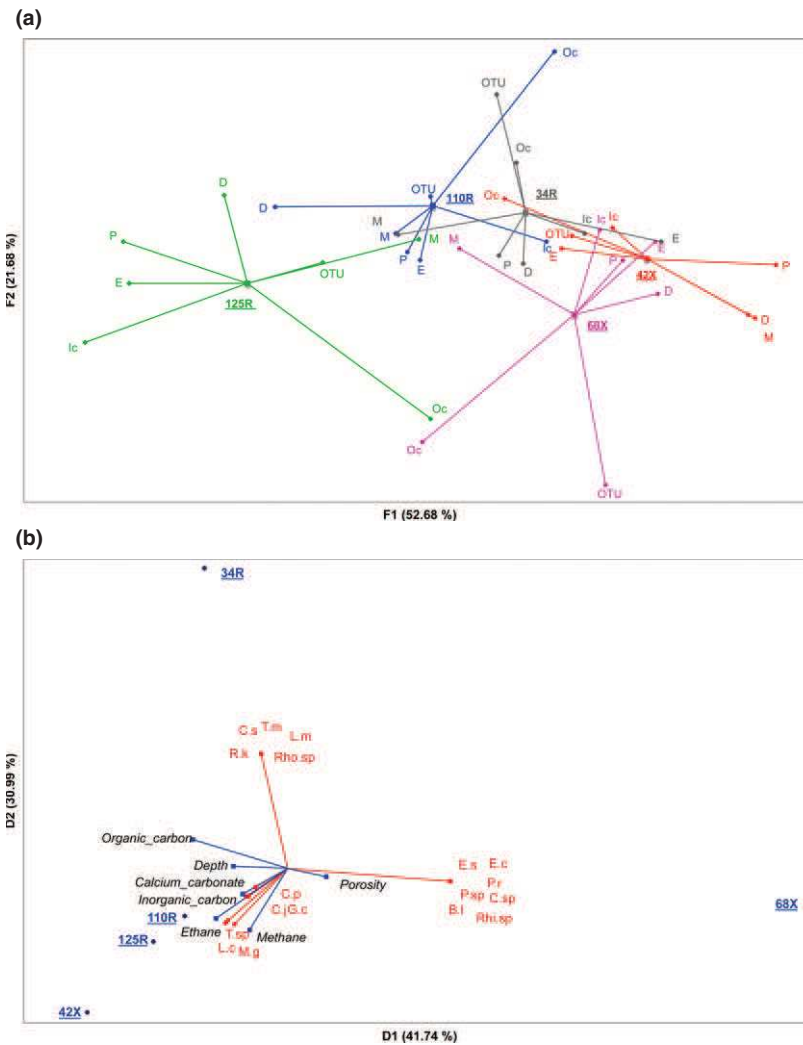 (a)
Oc
OTU
Oc
D
OTU
Oc
34R
D
110R
M
Ic
Ic
Ic
P
M
M
OTU
E
E
M
P
E
P
D
E
P
P
E
OTU
42X
125R
D
Ic
68X
D
M
Oc
Oc
OTU
F2 (21.68 %)
F1 (52.68 %)
(b)
34R
C.s T.m
L.m
R.k
Rho.sp
Organic_carbon
Depth
E.s E.c
Calcium_carbonate
Porosity
P.r
Inorganic_carbon
C.p
P.sp
C.sp
110R
C.jG.c
B.l
68X
Ethane
T.sp
Methane
Rhi.sp
125R
L.c M.g
42X
D2 (30.99 %)
D1 (41.74 %)